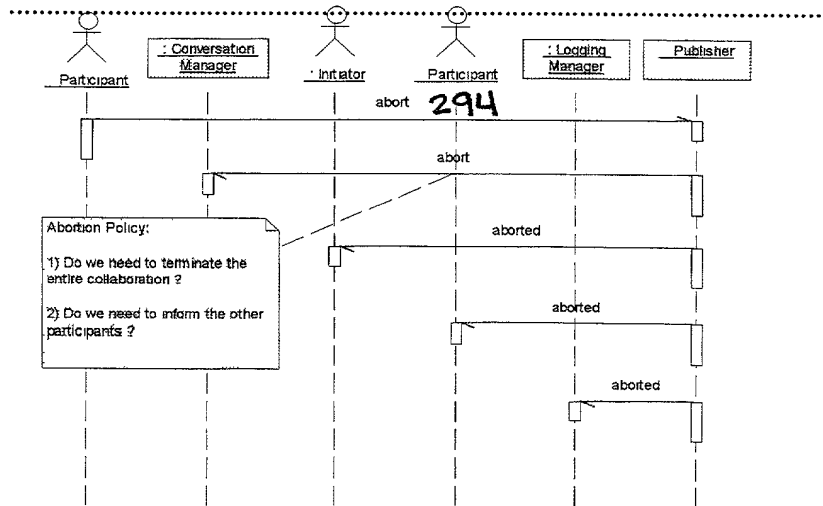 : Conversation
Manager
: Logging
Manager
Publisher
Participant
: Initiator
Participant
abort 294
abort
Abortion Policy:
1) Do we need to terminate the
entire collaboration ?
2) Do we need to inform the other
participants ?
aborted
aborted
aborted